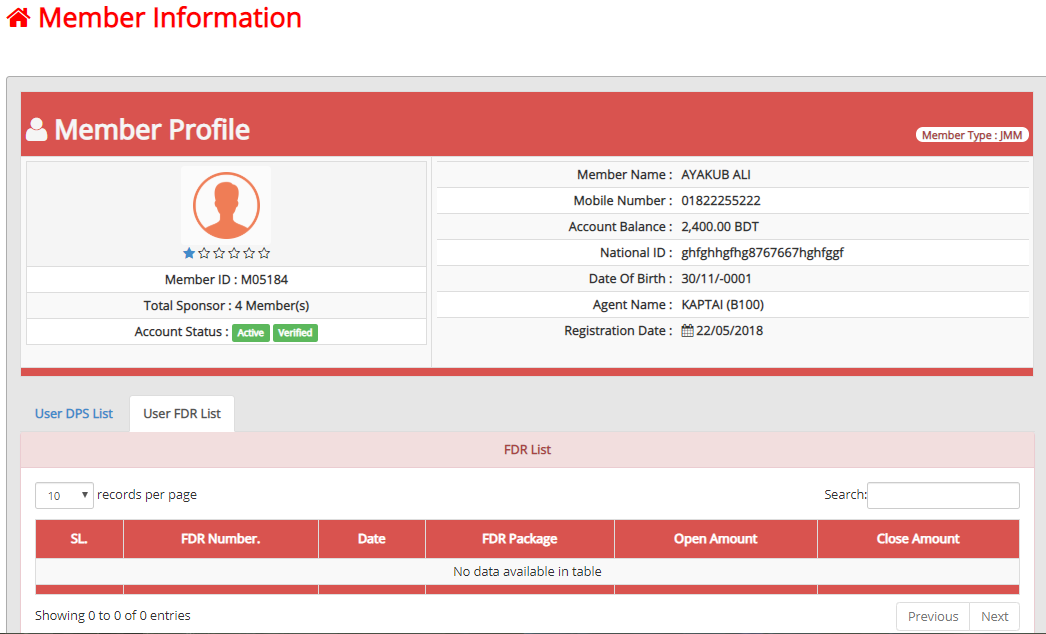 Member Information
Member Profile
Member Type : JMM
Member ID : M05184
Total Sponsor : 4 Member(s)
Account Status : Active Verified
Member Name : AYAKUB ALI
Mobile Number : 01822255222
Account Balance : 2,400.00 BDT
National ID : ghfghhgfhg8767667hghfggf
Date Of Birth : 30/11/-0001
Agent Name : KAPTAI (B100)
Registration Date : 22/05/2018
User DPS List User FDR List
FDR List
10 records per page Search:
SL. FDR Number. Date FDR Package Open Amount Close Amount
No data available in table
Showing 0 to 0 of 0 entries Previous Next